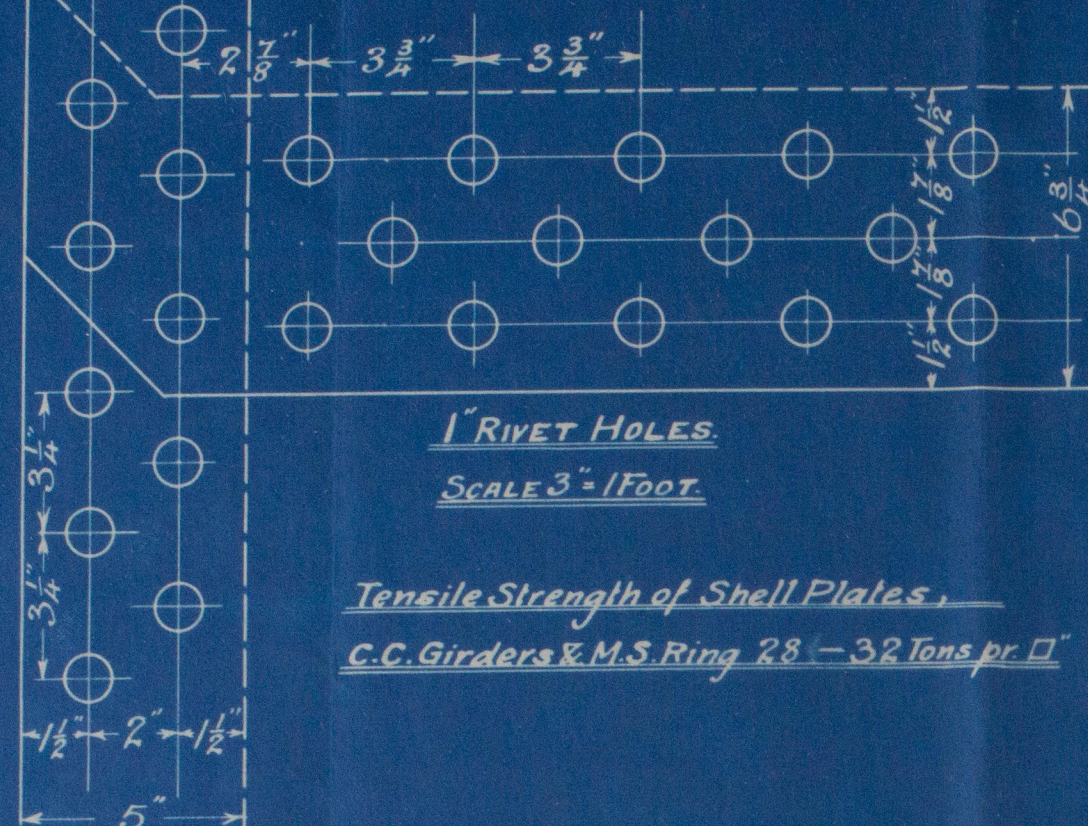 2 7/8" 3 3/4" 3 3/4"
1 1/2"
1 7/8"
6 3/4"
1 7/8"
1 1/2"
1" RIVET HOLES.
SCALE 3" = 1 FOOT.
3 1/4"
3 1/4"
Tensile Strength of Shell Plates,
C.C. Girders & M.S. Ring 28 – 32 Tons pr. □"
1 1/2" 2" 1 1/2"
5"